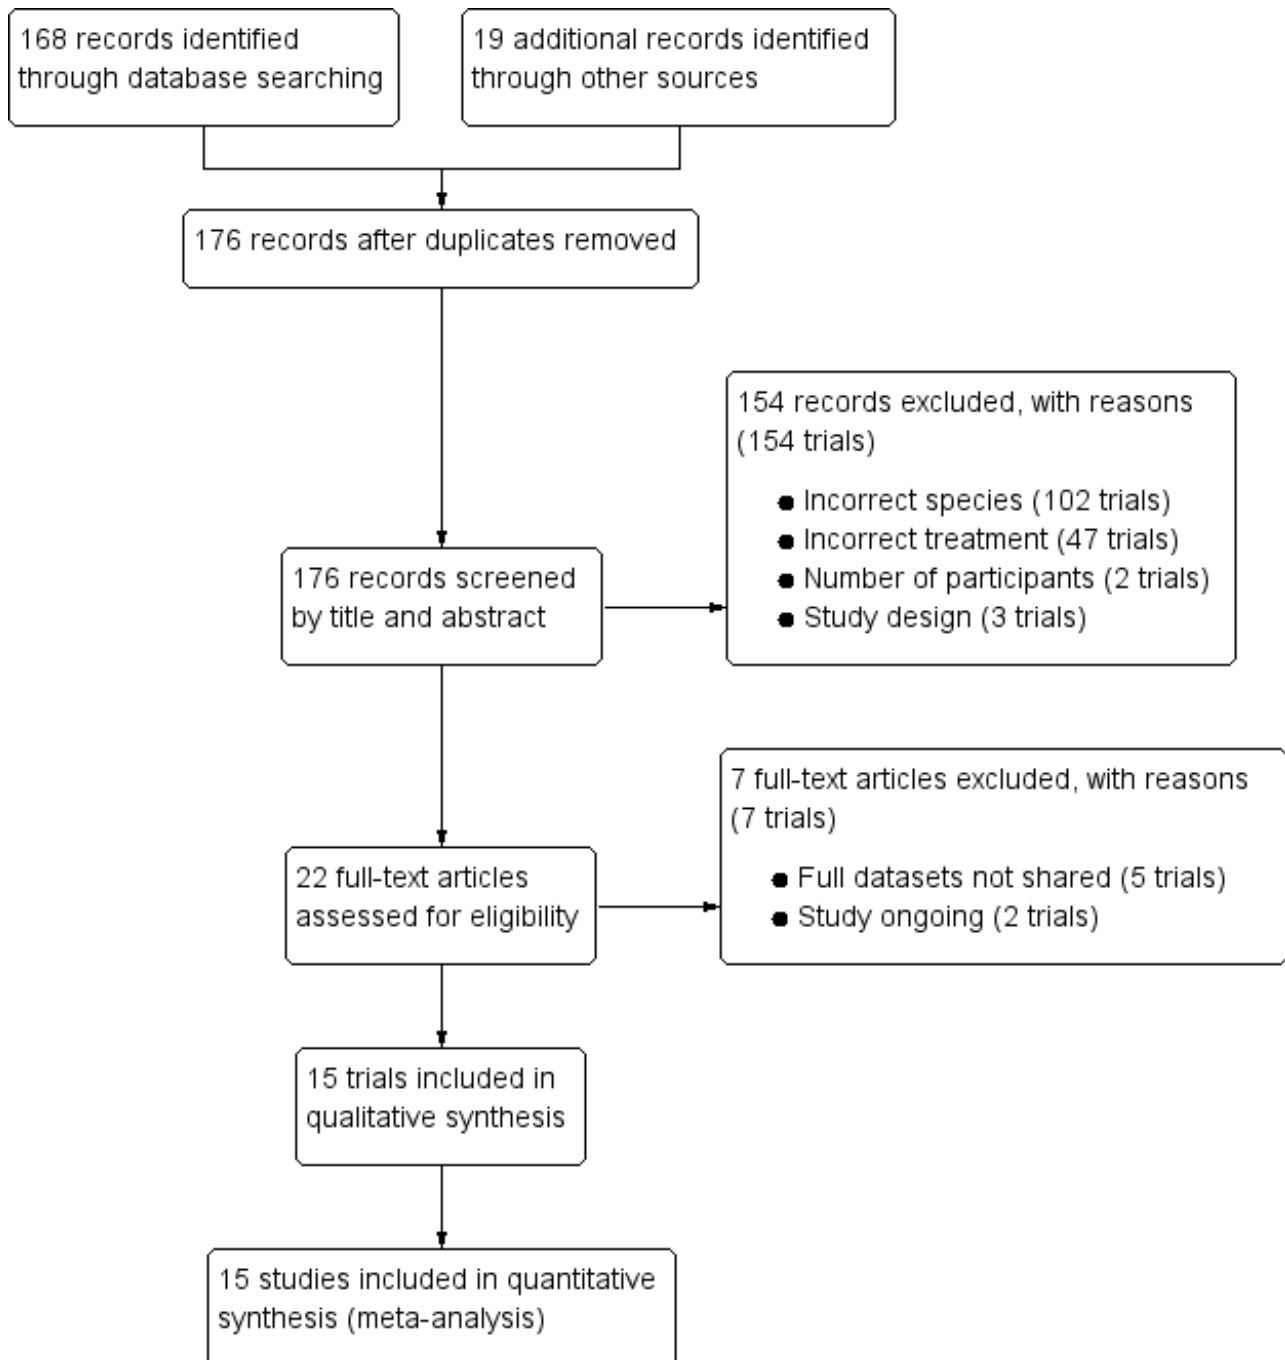 168 records identified
through database searching
19 additional records identified
through other sources
176 records after duplicates removed
154 records excluded, with reasons
(154 trials)
● Incorrect species (102 trials)
● Incorrect treatment (47 trials)
● Number of participants (2 trials)
● Study design (3 trials)
176 records screened
by title and abstract
7 full-text articles excluded, with reasons
(7 trials)
● Full datasets not shared (5 trials)
● Study ongoing (2 trials)
22 full-text articles
assessed for eligibility
15 trials included in
qualitative synthesis
15 studies included in quantitative
synthesis (meta-analysis)